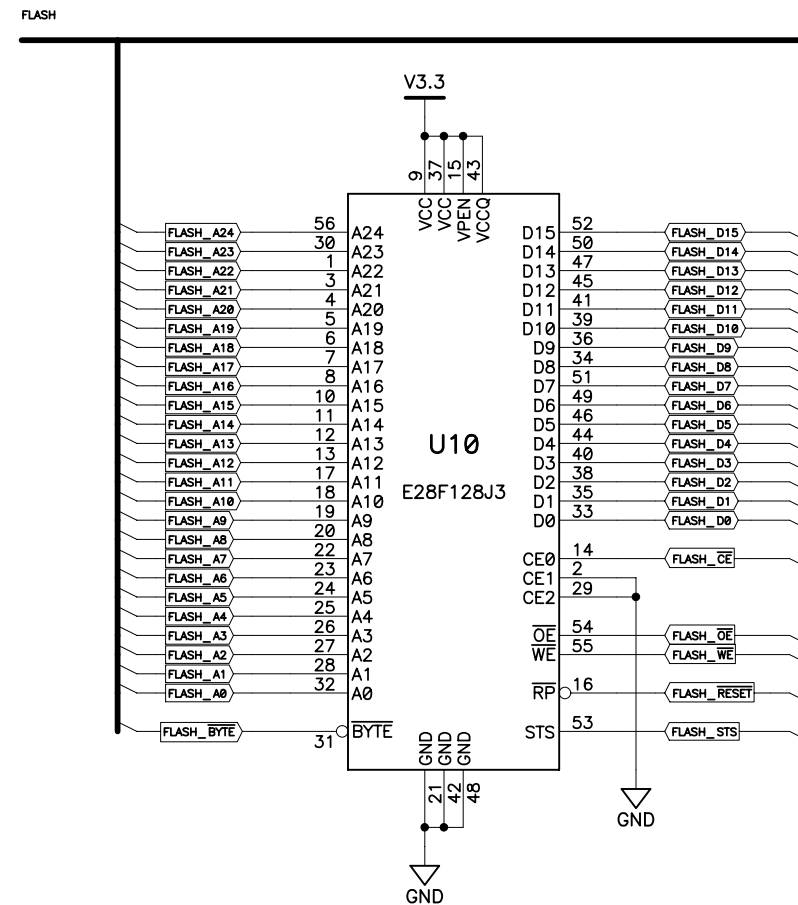 FLASH
V3.3
9 37 15 43
VCC VCC VPEN VCCQ
FLASH_A24 56 A24 D15 52 FLASH_D15
FLASH_A23 30 A23 D14 50 FLASH_D14
FLASH_A22 1 A22 D13 47 FLASH_D13
FLASH_A21 3 A21 D12 45 FLASH_D12
FLASH_A20 4 A20 D11 41 FLASH_D11
FLASH_A19 5 A19 D10 39 FLASH_D10
FLASH_A18 6 A18 D9 36 FLASH_D9
FLASH_A17 7 A17 D8 34 FLASH_D8
FLASH_A16 8 A16 D7 51 FLASH_D7
FLASH_A15 10 A15 D6 49 FLASH_D6
FLASH_A14 11 A14 D5 46 FLASH_D5
FLASH_A13 12 A13 U10 D4 44 FLASH_D4
FLASH_A12 13 A12 D3 40 FLASH_D3
FLASH_A11 17 A11 D2 38 FLASH_D2
FLASH_A10 18 A10 E28F128J3 D1 35 FLASH_D1
FLASH_A9 19 A9 D0 33 FLASH_D0
FLASH_A8 20 A8
FLASH_A7 22 A7 CE0 14 FLASH_CE
FLASH_A6 23 A6 CE1 2
FLASH_A5 24 A5 CE2 29
FLASH_A4 25 A4
FLASH_A3 26 A3 OE 54 FLASH_OE
FLASH_A2 27 A2 WE 55 FLASH_WE
FLASH_A1 28 A1
FLASH_A0 32 A0 RP 16 FLASH_RESET
FLASH_BYTE 31 BYTE STS 53 FLASH_STS
GND GND GND
21 42 48
GND
GND